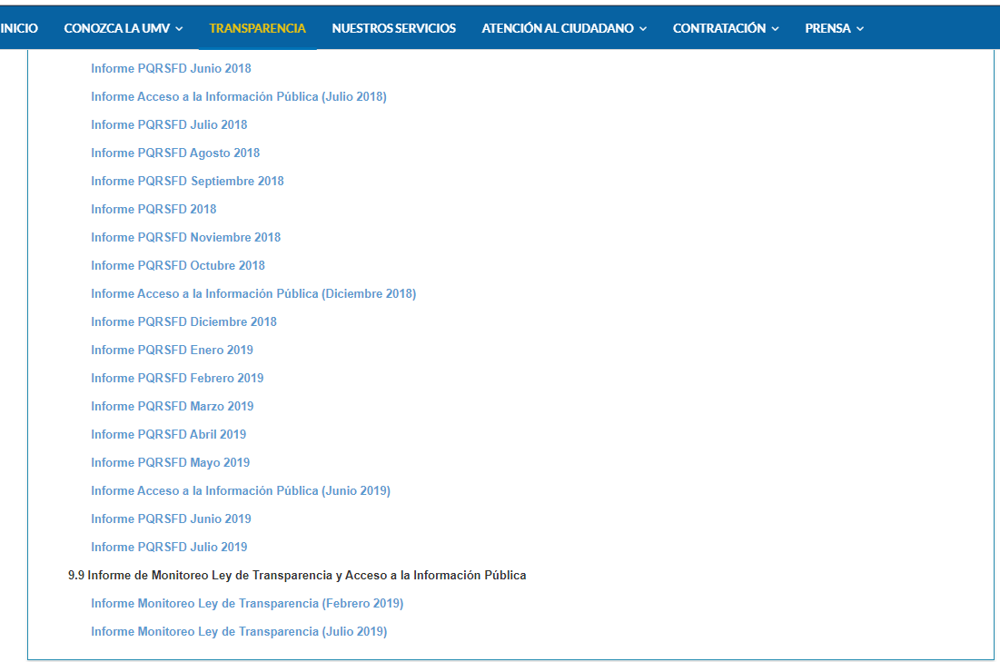 INICIO CONOZCA LA UMV TRANSPARENCIA NUESTROS SERVICIOS ATENCIÓN AL CIUDADANO CONTRATACIÓN PRENSA
Informe PQRSFD Junio 2018
Informe Acceso a la Información Pública (Julio 2018)
Informe PQRSFD Julio 2018
Informe PQRSFD Agosto 2018
Informe PQRSFD Septiembre 2018
Informe PQRSFD 2018
Informe PQRSFD Noviembre 2018
Informe PQRSFD Octubre 2018
Informe Acceso a la Información Pública (Diciembre 2018)
Informe PQRSFD Diciembre 2018
Informe PQRSFD Enero 2019
Informe PQRSFD Febrero 2019
Informe PQRSFD Marzo 2019
Informe PQRSFD Abril 2019
Informe PQRSFD Mayo 2019
Informe Acceso a la Información Pública (Junio 2019)
Informe PQRSFD Junio 2019
Informe PQRSFD Julio 2019
9.9 Informe de Monitoreo Ley de Transparencia y Acceso a la Información Pública
Informe Monitoreo Ley de Transparencia (Febrero 2019)
Informe Monitoreo Ley de Transparencia (Julio 2019)